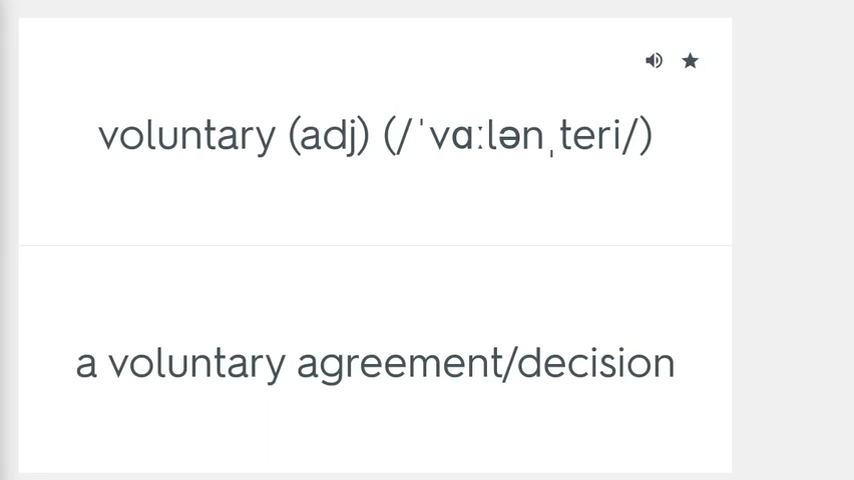 voluntary (adj) (/ˈvɑːlənˌteri/)
a voluntary agreement/decision